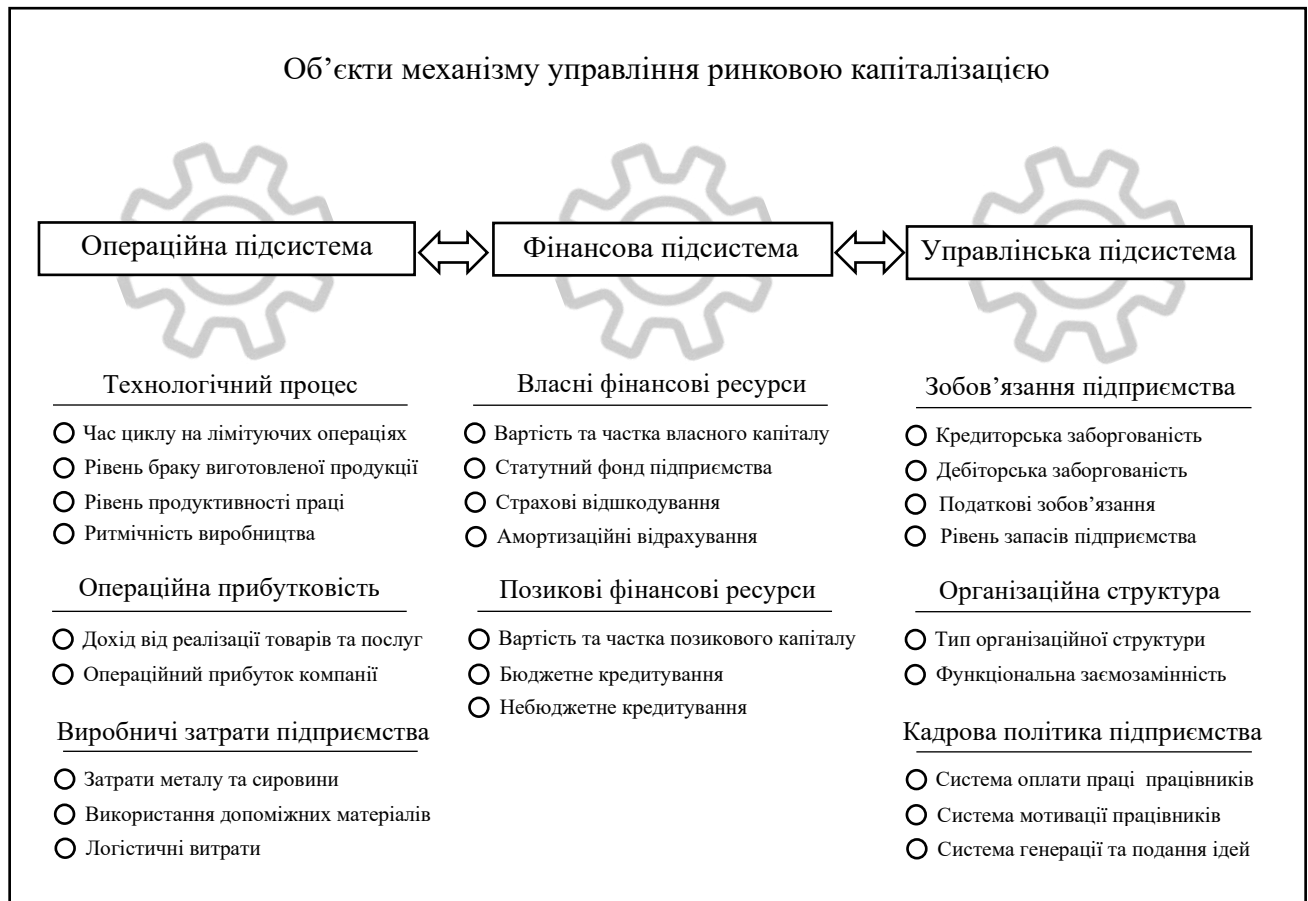 Об’єкти механізму управління ринковою капіталізацією
Операційна підсистема
Фінансова підсистема
Управлінська підсистема
Технологічний процес
Час циклу на лімітуючих операціях
Рівень браку виготовленої продукції
Рівень продуктивності праці
Ритмічність виробництва
Операційна прибутковість
Дохід від реалізації товарів та послуг
Операційний прибуток компанії
Виробничі затрати підприємства
Затрати металу та сировини
Використання допоміжних матеріалів
Логістичні витрати
Власні фінансові ресурси
Вартість та частка власного капіталу
Статутний фонд підприємства
Страхові відшкодування
Амортизаційні відрахування
Позикові фінансові ресурси
Вартість та частка позикового капіталу
Бюджетне кредитування
Небюджетне кредитування
Зобов’язання підприємства
Кредиторська заборгованість
Дебіторська заборгованість
Податкові зобов’язання
Рівень запасів підприємства
Організаційна структура
Тип організаційної структури
Функціональна заємозамінність
Кадрова політика підприємства
Система оплати праці працівників
Система мотивації працівників
Система генерації та подання ідей